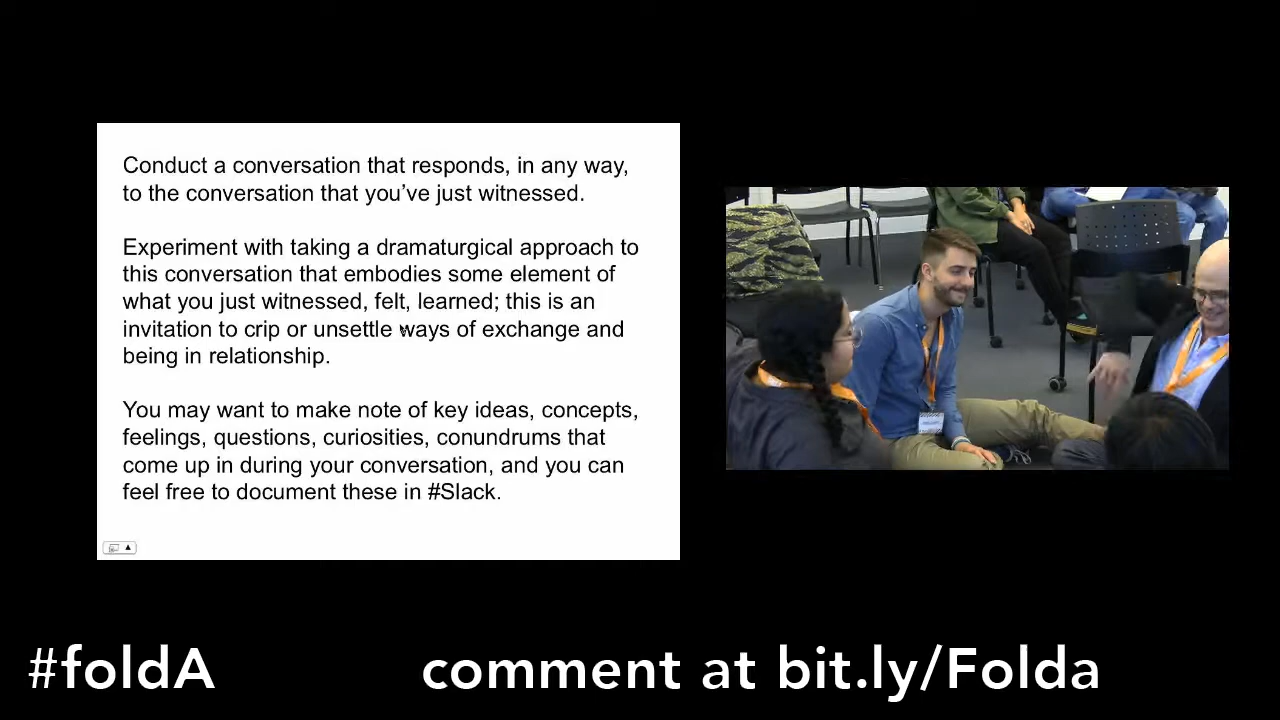 Conduct a conversation that responds, in any way,
to the conversation that you've just witnessed.
Experiment with taking a dramaturgical approach to
this conversation that embodies some element of
what you just witnessed, felt, learned; this is an
invitation to crip or unsettle ways of exchange and
being in relationship.
You may want to make note of key ideas, concepts,
feelings, questions, curiosities, conundrums that
come up in during your conversation, and you can
feel free to document these in #Slack.
#foldA
comment at bit.ly/Folda